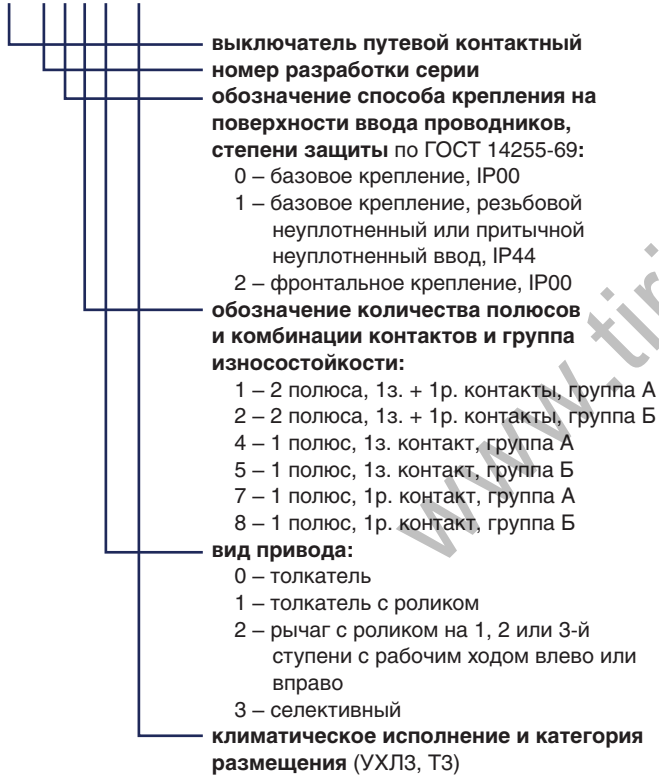 выключатель путевой контактный
номер разработки серии
обозначение способа крепления на
поверхности ввода проводников,
степени защиты по ГОСТ 14255-69:
0 – базовое крепление, IP00
1 – базовое крепление, резьбовой
неуплотненный или притычной
неуплотненный ввод, IP44
2 – фронтальное крепление, IP00
обозначение количества полюсов
и комбинации контактов и группа
износостойкости:
1 – 2 полюса, 1з. + 1р. контакты, группа А
2 – 2 полюса, 1з. + 1р. контакты, группа Б
4 – 1 полюс, 1з. контакт, группа А
5 – 1 полюс, 1з. контакт, группа Б
7 – 1 полюс, 1р. контакт, группа А
8 – 1 полюс, 1р. контакт, группа Б
вид привода:
0 – толкатель
1 – толкатель с роликом
2 – рычаг с роликом на 1, 2 или 3-й
ступени с рабочим ходом влево или
вправо
3 – селективный
климатическое исполнение и категория
размещения (УХЛ3, Т3)